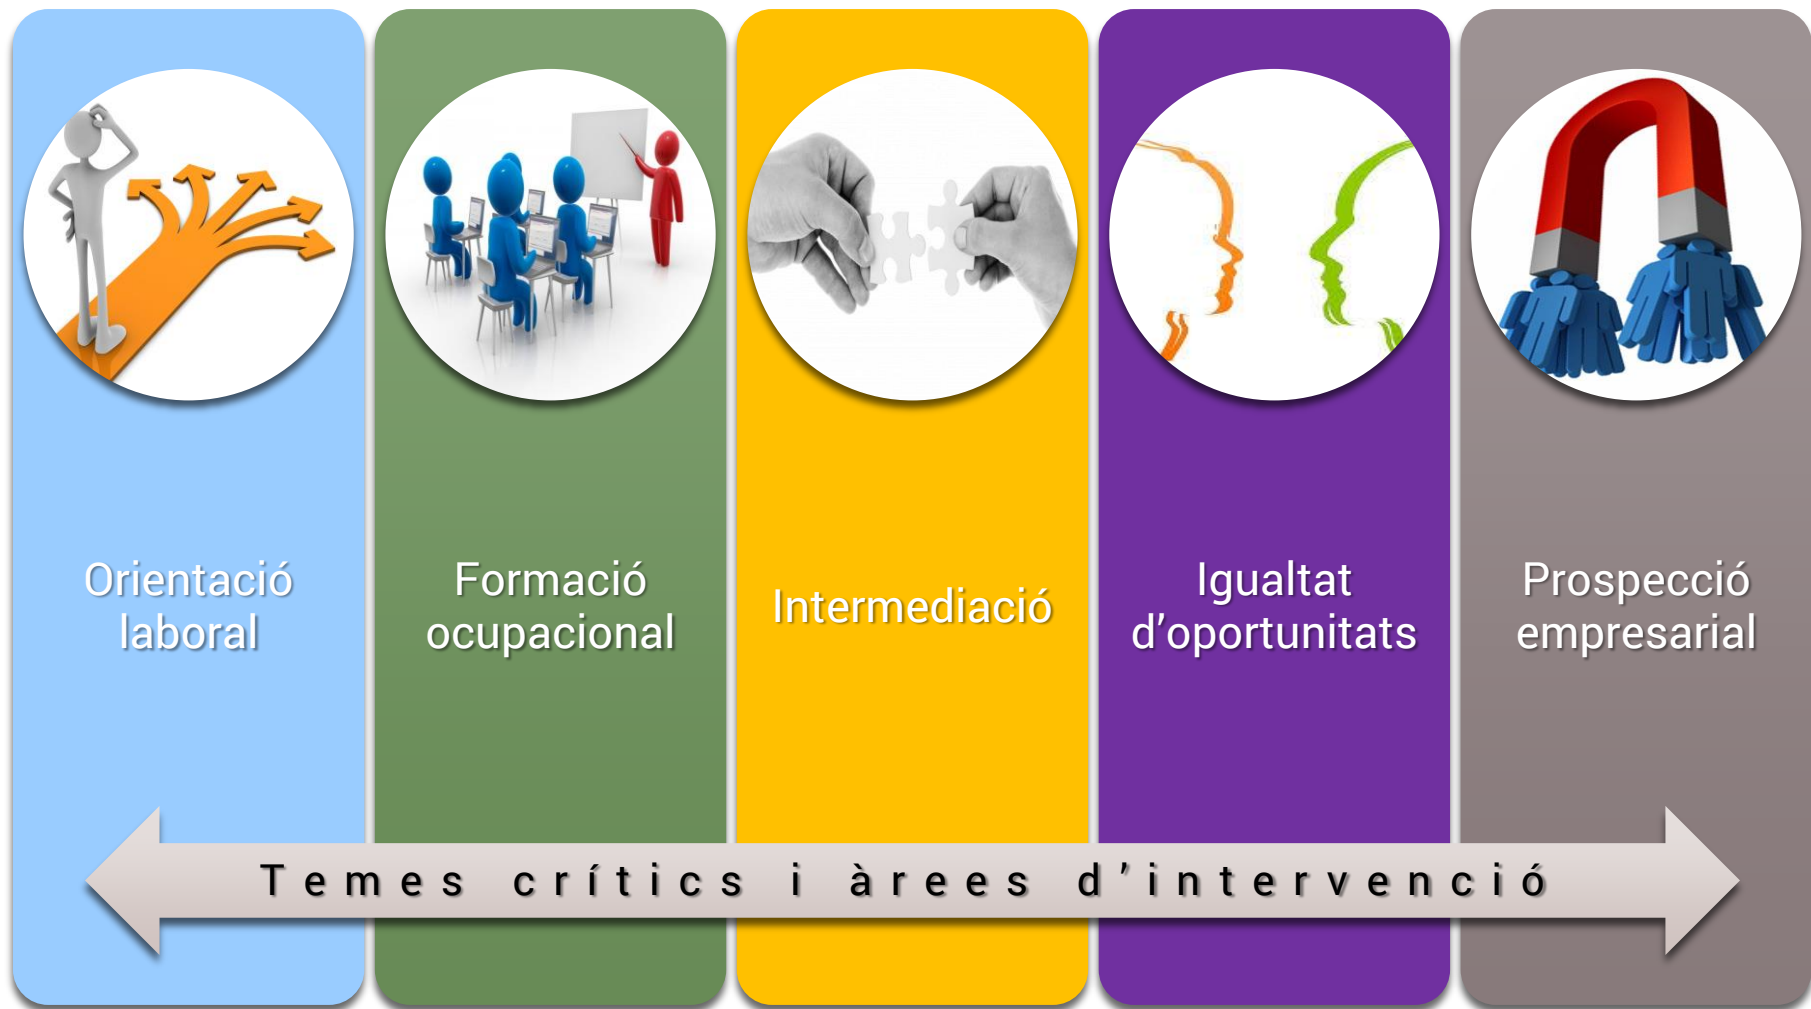 Orientació
laboral
Formació
ocupacional
Intermediació
Igualtat
d’oportunitats
Prospecció
empresarial
Temes crítics i àrees d’intervenció